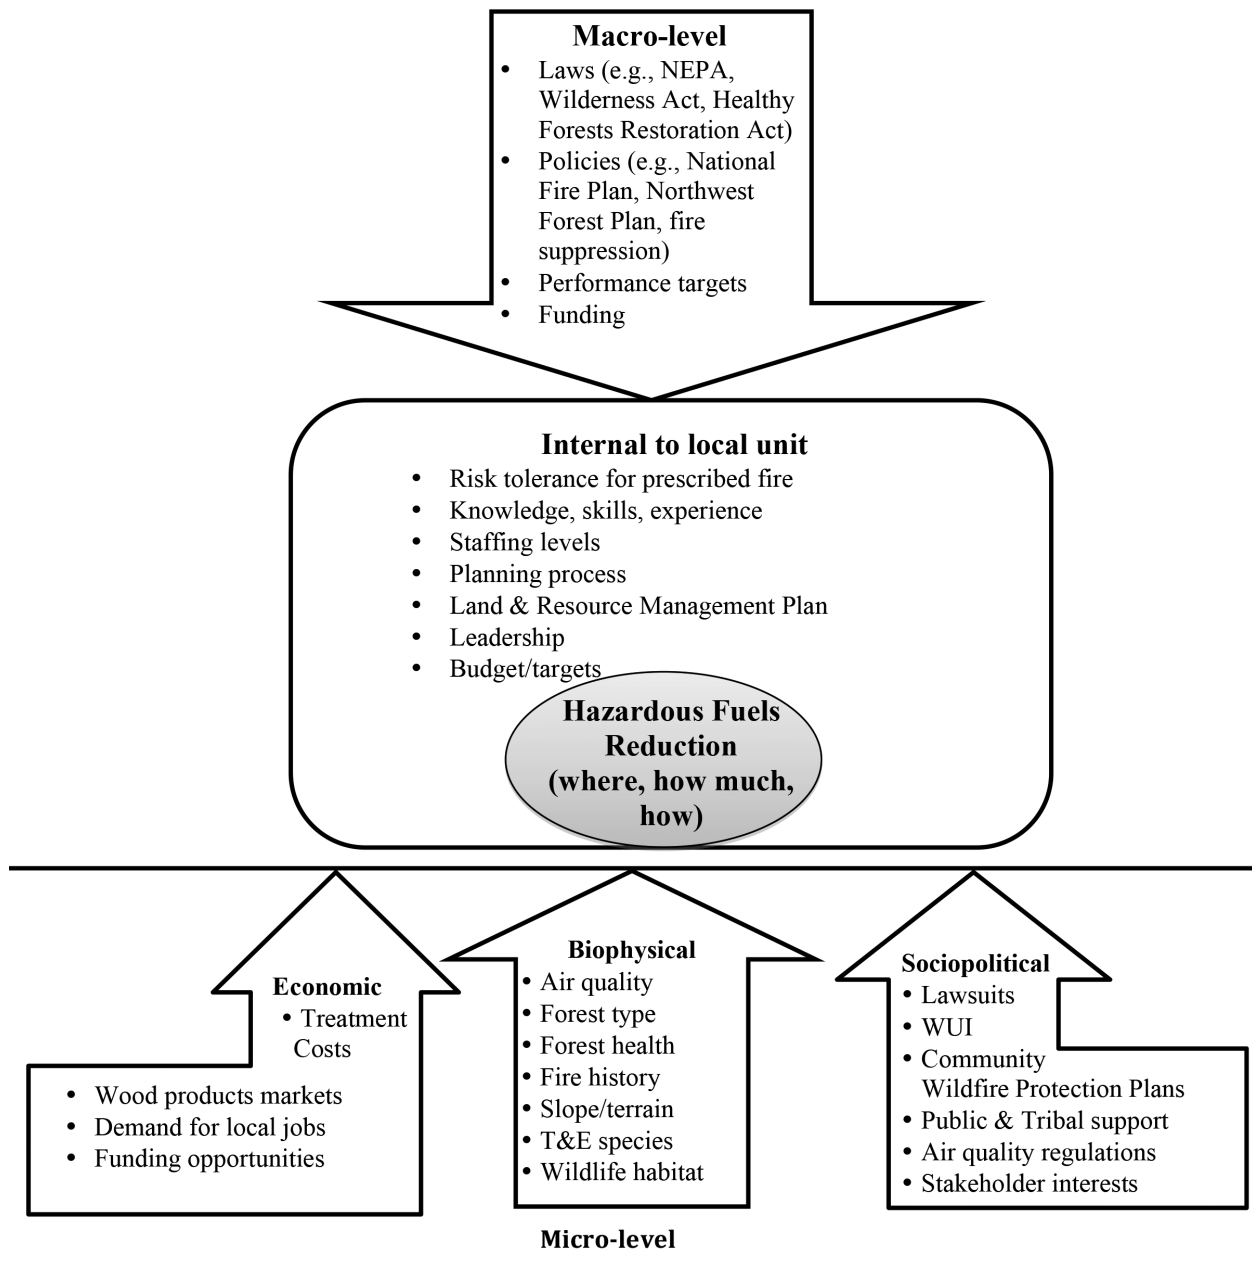 Macro-level
• Laws (e.g., NEPA,
Wilderness Act, Healthy
Forests Restoration Act)
• Policies (e.g., National
Fire Plan, Northwest
Forest Plan, fire
suppression)
• Performance targets
• Funding
Internal to local unit
• Risk tolerance for prescribed fire
• Knowledge, skills, experience
• Staffing levels
• Planning process
• Land & Resource Management Plan
• Leadership
• Budget/targets
Hazardous Fuels
Reduction
(where, how much,
how)
Economic
• Treatment
Costs
• Wood products markets
• Demand for local jobs
• Funding opportunities
Biophysical
• Air quality
• Forest type
• Forest health
• Fire history
• Slope/terrain
• T&E species
• Wildlife habitat
Sociopolitical
• Lawsuits
• WUI
• Community
Wildfire Protection Plans
• Public & Tribal support
• Air quality regulations
• Stakeholder interests
Micro-level